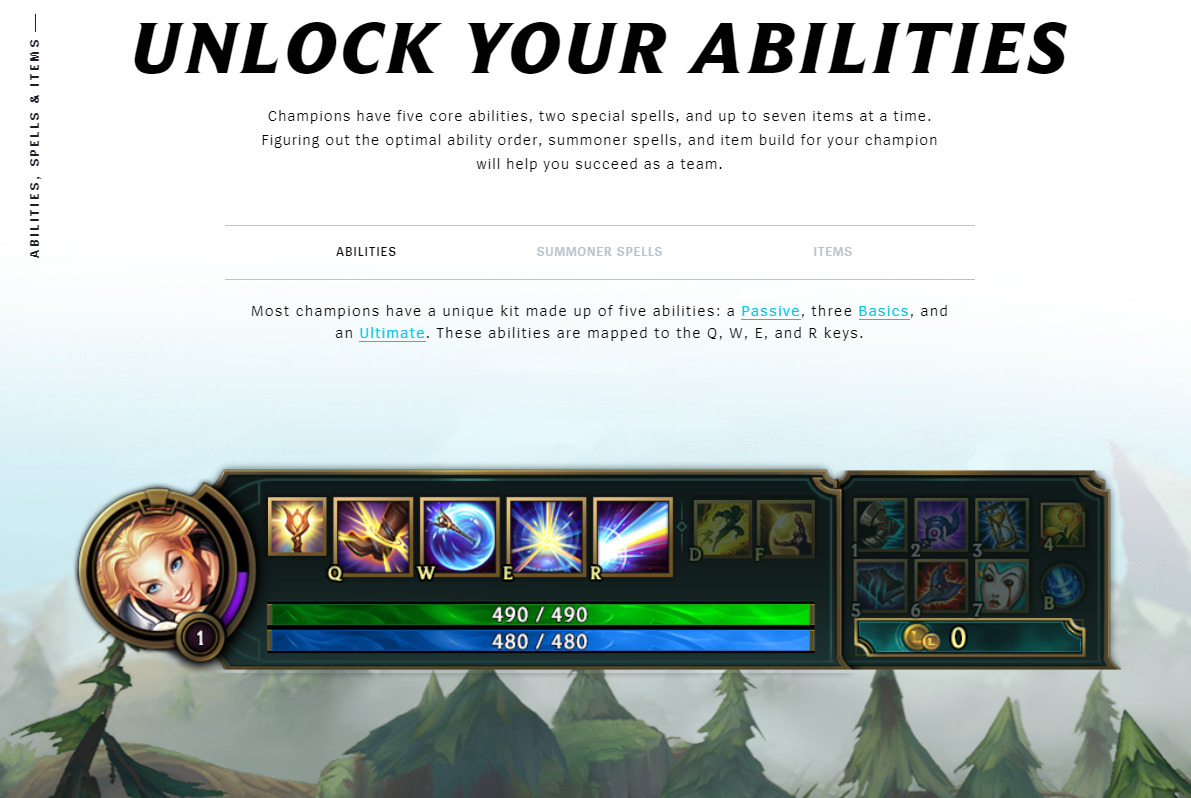 ABILITIES, SPELLS & ITEMS
UNLOCK YOUR ABILITIES
Champions have five core abilities, two special spells, and up to seven items at a time.
Figuring out the optimal ability order, summoner spells, and item build for your champion
will help you succeed as a team.
ABILITIES SUMMONER SPELLS ITEMS
Most champions have a unique kit made up of five abilities: a Passive, three Basics, and
an Ultimate. These abilities are mapped to the Q, W, E, and R keys.
Q W E R D F
1 2 3 4
5 6 7 B
490 / 490
480 / 480
1
0